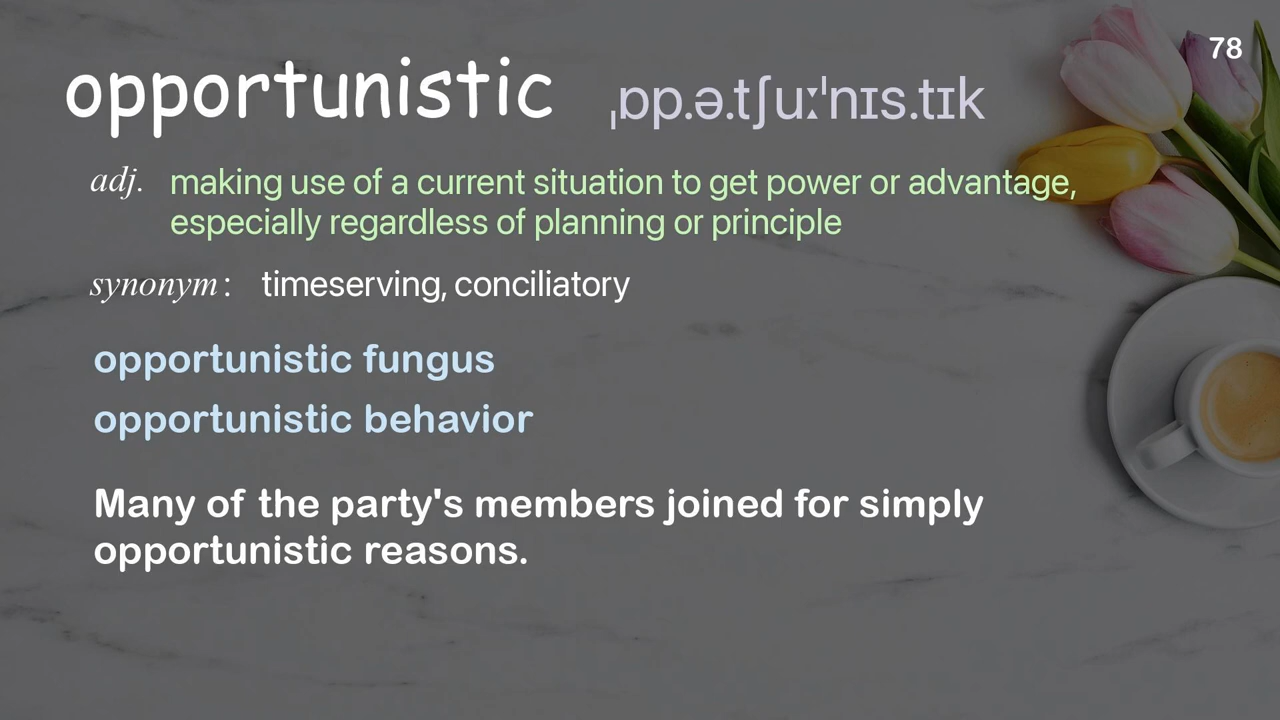 78
opportunistic ˌɒp.ə.tʃuːˈnɪs.tɪk
adj. making use of a current situation to get power or advantage,
especially regardless of planning or principle
synonym : timeserving, conciliatory
opportunistic fungus
opportunistic behavior
Many of the party's members joined for simply
opportunistic reasons.